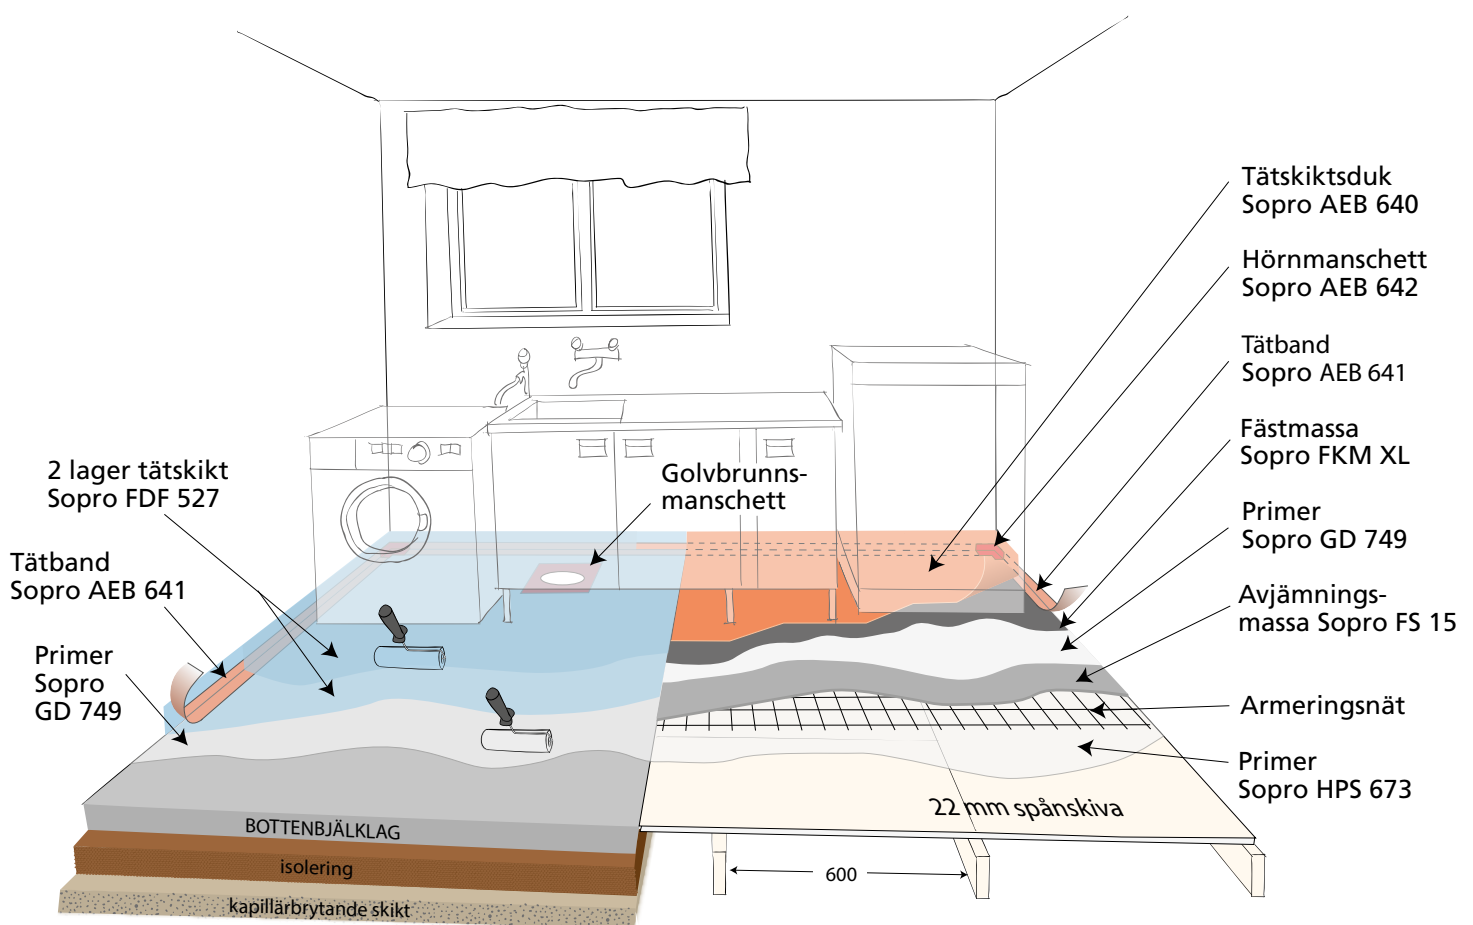 Tätskiktsduk
Sopro AEB 640
Hörnmanschett
Sopro AEB 642
Tätband
Sopro AEB 641
Fästmassa
Sopro FKM XL
Primer
Sopro GD 749
Avjämnings-
massa Sopro FS 15
Armeringsnät
Primer
Sopro HPS 673
Golvbrunns-
manschett
2 lager tätskikt
Sopro FDF 527
Tätband
Sopro AEB 641
Primer
Sopro
GD 749
22 mm spånskiva
BOTTENBJÄLKLAG
isolering
kapillärbrytande skikt
600